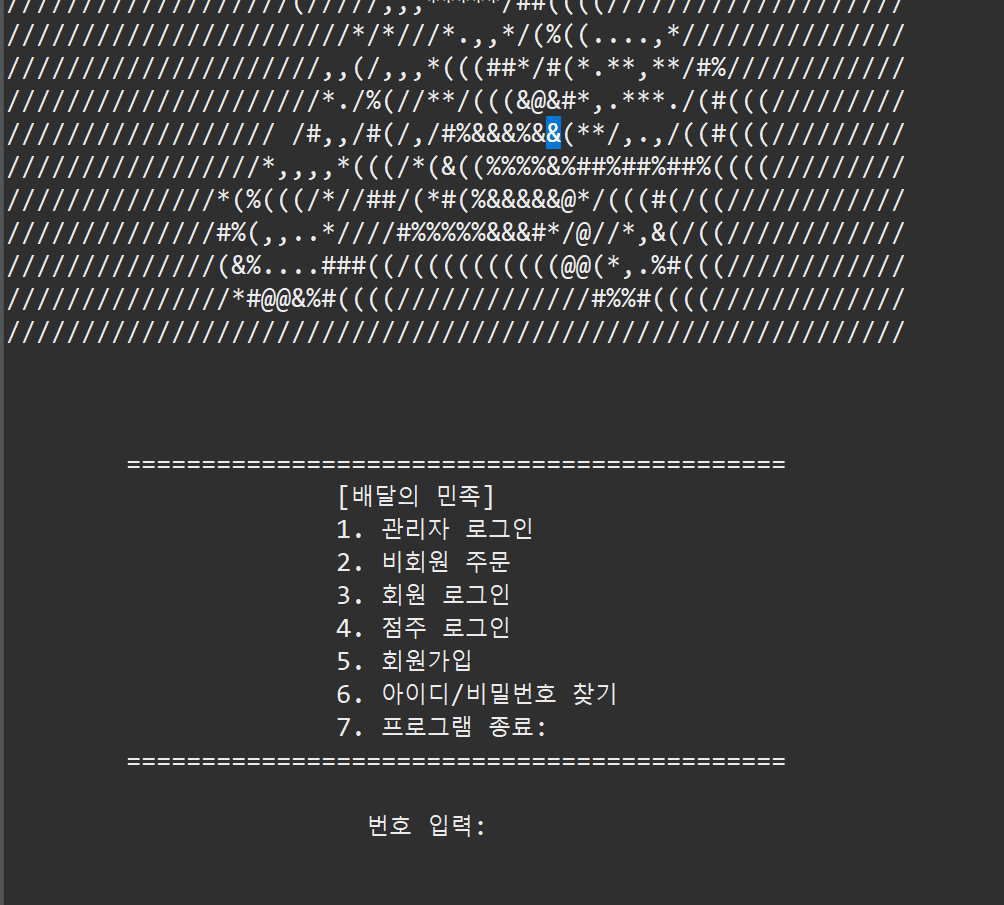 [배달의 민족]
1. 관리자 로그인
2. 비회원 주문
3. 회원 로그인
4. 점주 로그인
5. 회원가입
6. 아이디/비밀번호 찾기
7. 프로그램 종료:
번호 입력: